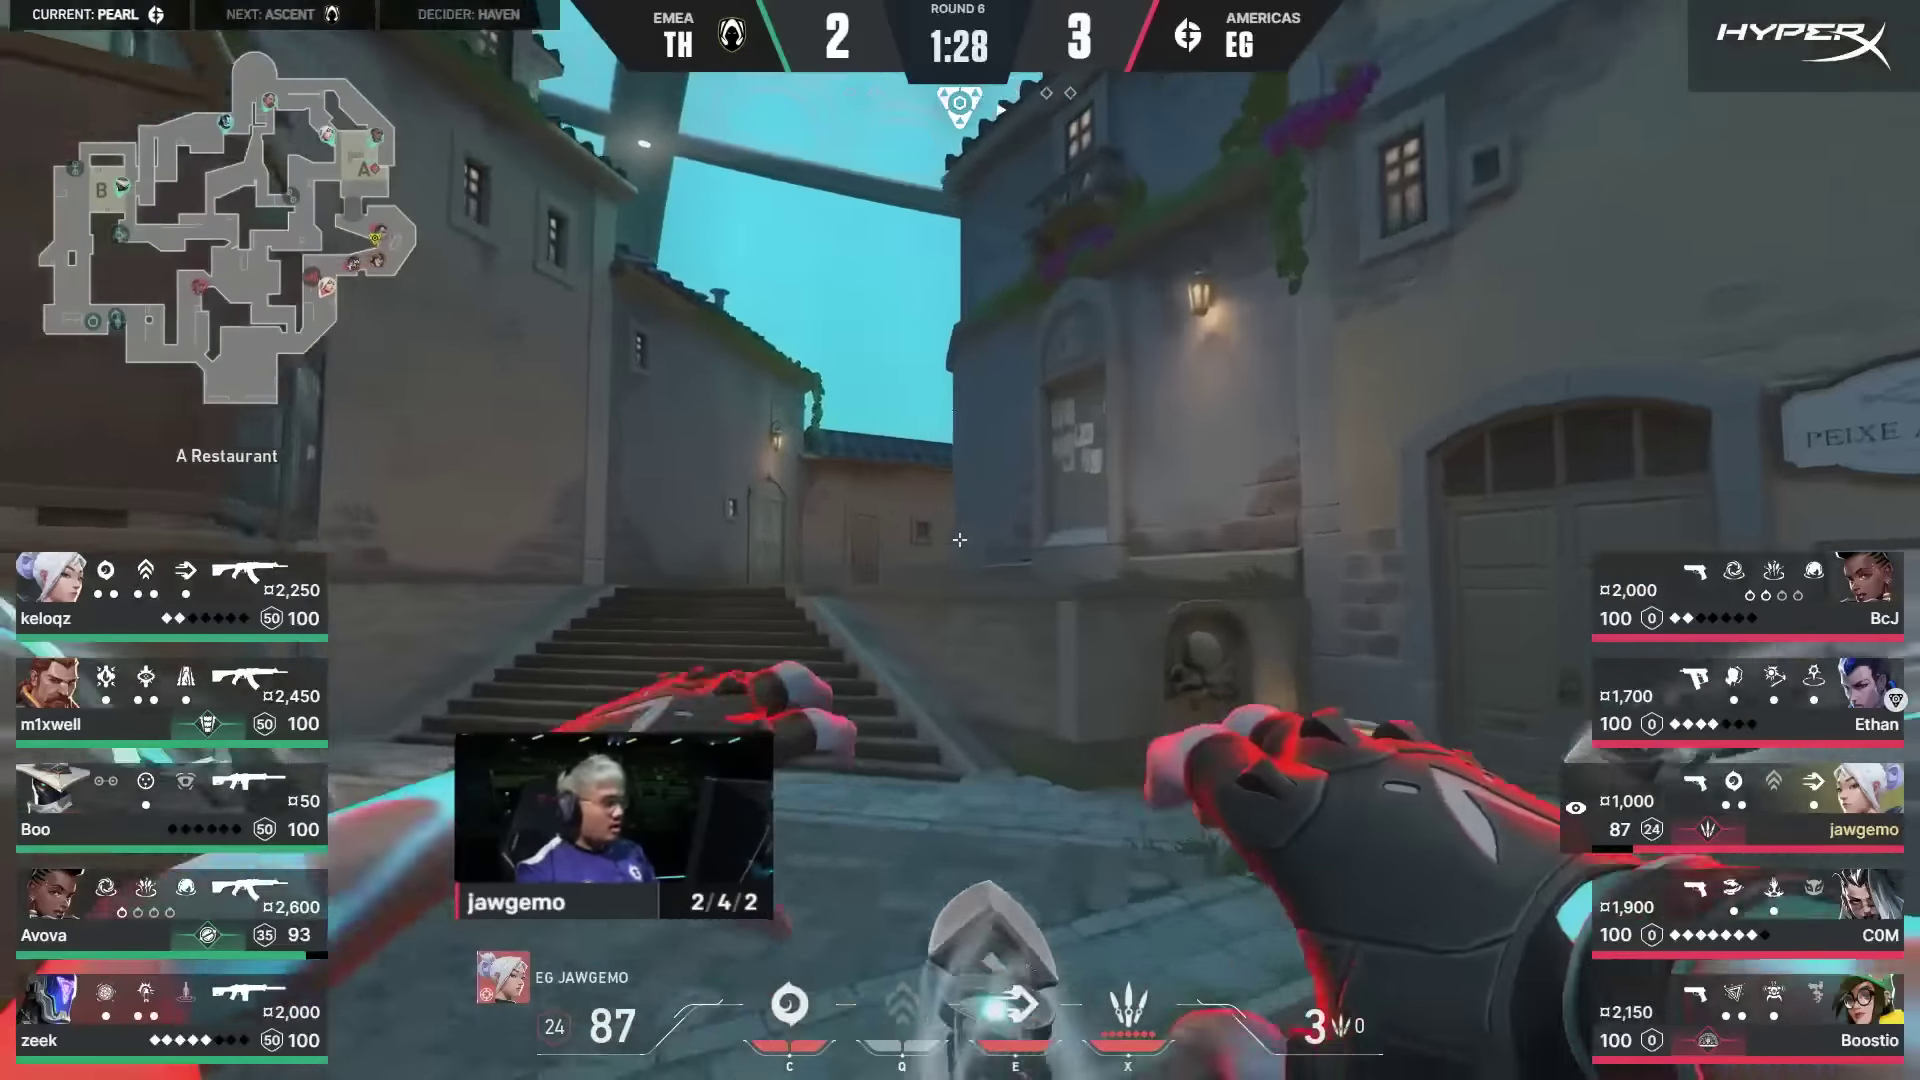 CURRENT: PEARL
NEXT: ASCENT
DECIDER: HAVEN
EMEA
TH
2
ROUND 6
1:28
3
AMERICAS
EG
HYPERX
B
A
A Restaurant
PEIXE
2,250
keloqz
50
100
2,450
m1xwell
50
100
50
Boo
50
100
2,600
Avova
35
93
2,000
zeek
50
100
2,000
100
0
BcJ
1,700
100
0
Ethan
1,000
87
24
jawgemo
1,900
100
0
C0M
2,150
100
0
Boostio
jawgemo
2/4/2
EG JAWGEMO
24
87
C
Q
E
X
3
0